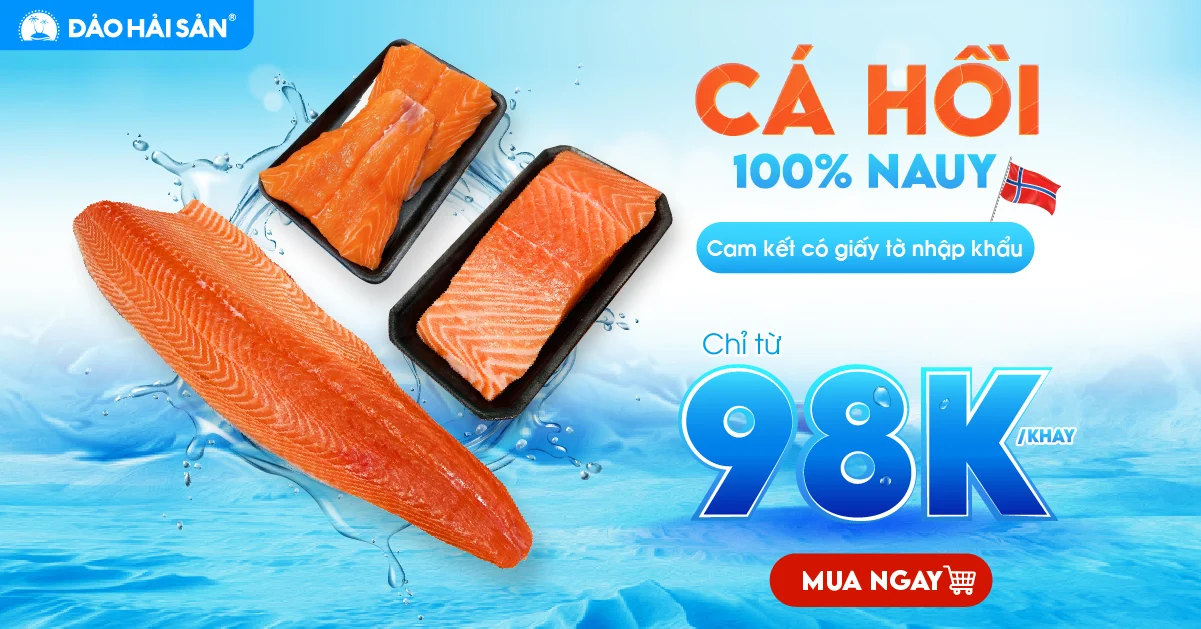 ĐẢO HẢI SẢN®
CÁ HỒI
100% NAUY
Cam kết có giấy tờ nhập khẩu
Chỉ từ
98K/KHAY
MUA NGAY